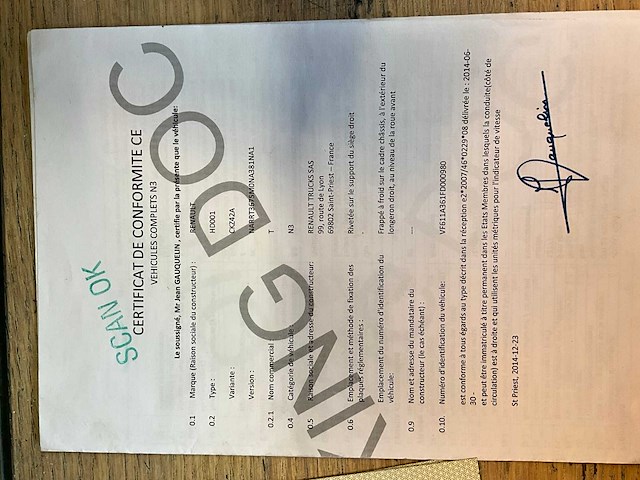 SCAN OK
CERTIFICAT DE CONFORMITE CE
VEHICULES COMPLETS N3
Le soussigné, Mr Jean GAUQUELIN, certifie par la présente que le véhicule:
0.1 Marque (Raison sociale du constructeur) : RENAULT
0.2 Type : HD001
Variante : CX242A
Version :
0.2.1 Nom commercial T
0.4 Catégorie de véhicule : N3
0.5 Raison sociale et adresse du constructeur: RENAULT TRUCKS SAS
99, route de Lyon
69802 Saint-Priest – France
0.6 Emplacement et méthode de fixation des plaques réglementaires : Rivetée sur le support du siège droit
Emplacement du numéro d'identification du véhicule: Frappé à froid sur le cadre châssis, à l'extérieur du
longeron droit, au niveau de la roue avant
0.9 Nom et adresse du mandataire du
constructeur (le cas échéant) : ---
0.10. Numéro d'identification du véhicule: VF611A361FD000980
est conforme à tous égards au type décrit dans la réception e2*2007/46*0229*08 délivrée le : 2014-06-
30 -
et peut être immatriculé à titre permanent dans les Etats Membres dans lesquels la conduite(côté de
circulation) est à droite et qui utilisent les unités métriques pour l'indicateur de vitesse
St Priest, 2014-12-23
Gauquelin
KING DOC